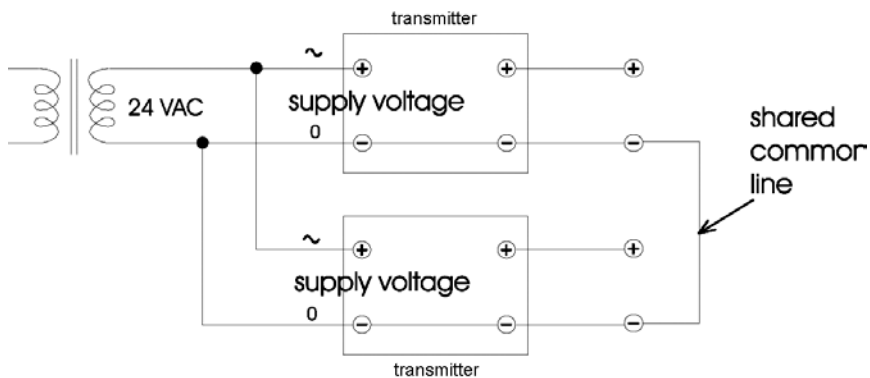 transmitter
~
+
+
+
24 VAC
supply voltage
0
-
-
-
shared
common
line
~
+
+
+
supply voltage
0
-
-
-
transmitter